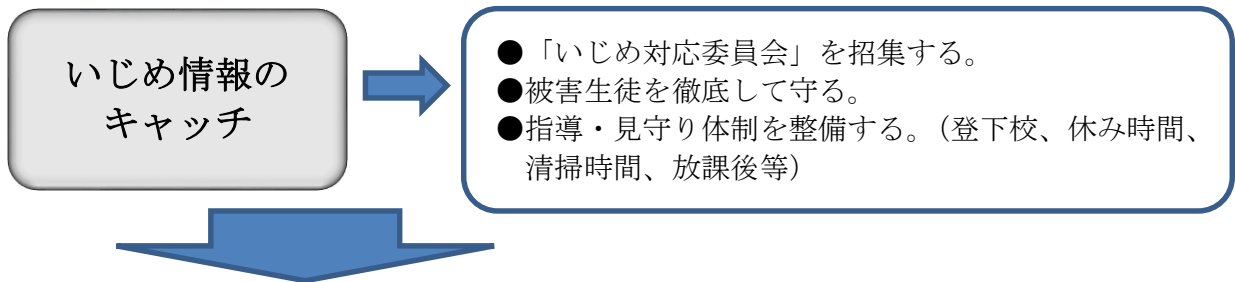 いじめ情報の
キャッチ
●「いじめ対応委員会」を招集する。
●被害生徒を徹底して守る。
●指導・見守り体制を整備する。（登下校、休み時間、
清掃時間、放課後等）